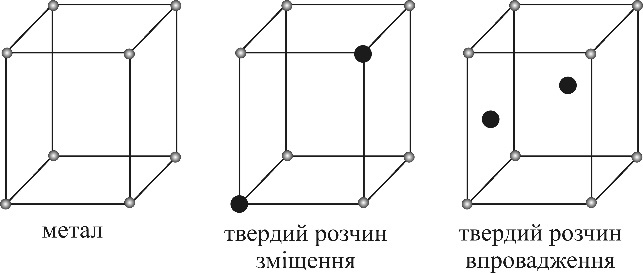 метал
твердий розчин
зміщення
твердий розчин
впровадження